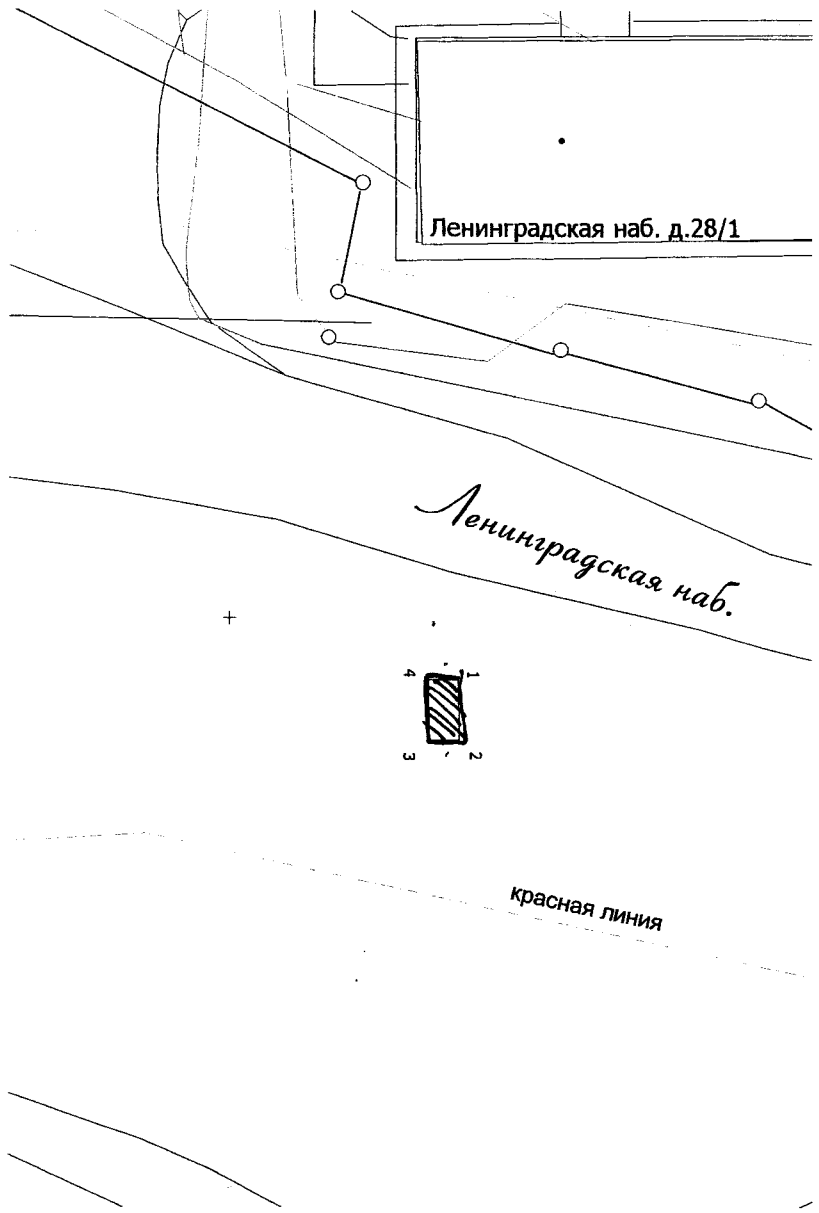 Ленинградская наб. д.28/1
Ленинградская наб.
4 1
3 2
красная линия